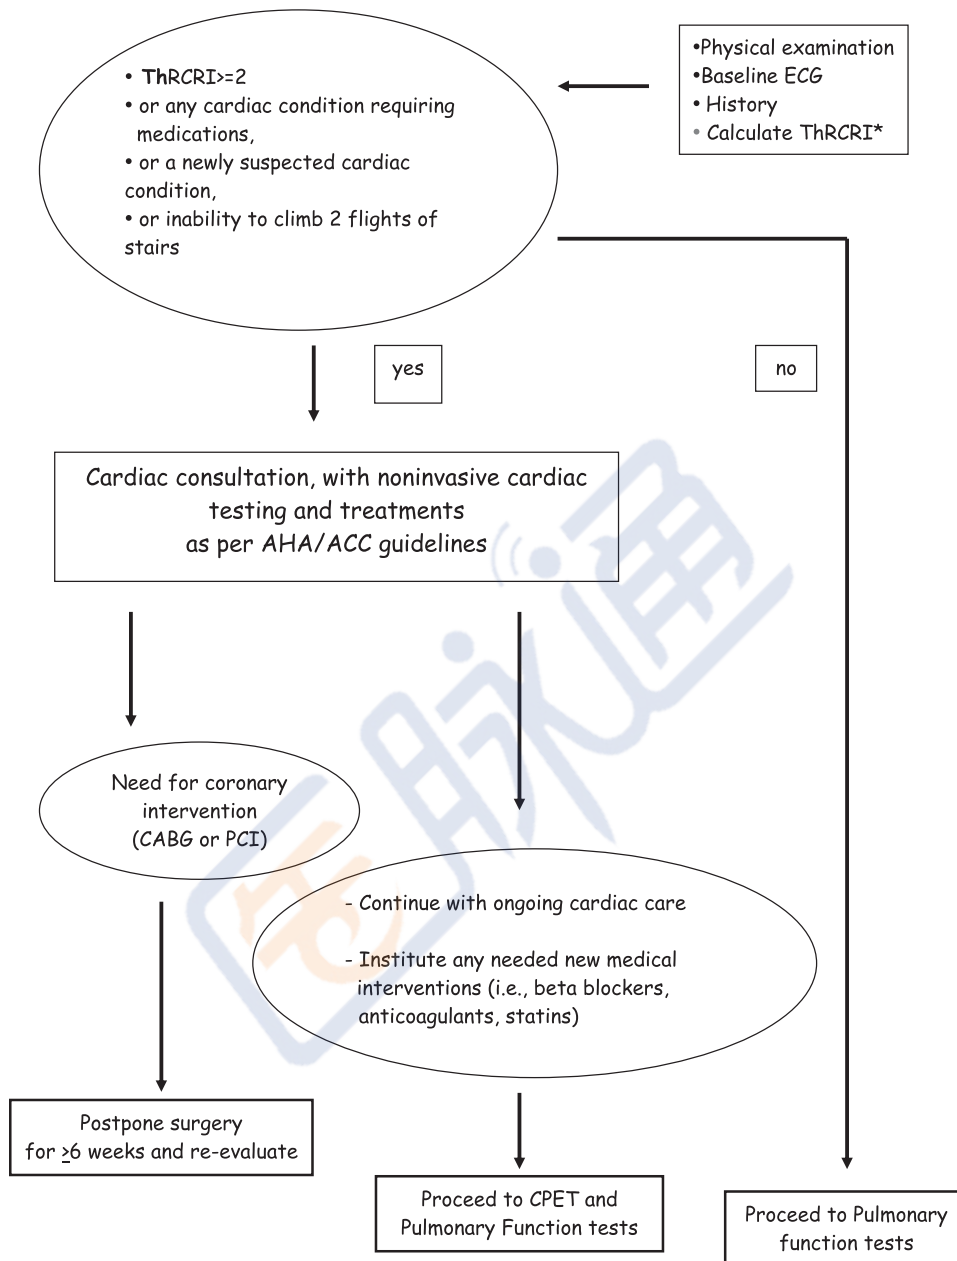 • ThRCRI>=2
• or any cardiac condition requiring
medications,
• or a newly suspected cardiac
condition,
• or inability to climb 2 flights of
stairs
•Physical examination
•Baseline ECG
• History
• Calculate ThRCRI*
yes
no
Cardiac consultation, with noninvasive cardiac
testing and treatments
as per AHA/ACC guidelines
Need for coronary
intervention
(CABG or PCI)
- Continue with ongoing cardiac care
- Institute any needed new medical
interventions (i.e., beta blockers,
anticoagulants, statins)
Postpone surgery
for ≥6 weeks and re-evaluate
Proceed to CPET and
Pulmonary Function tests
Proceed to Pulmonary
function tests
医脉通